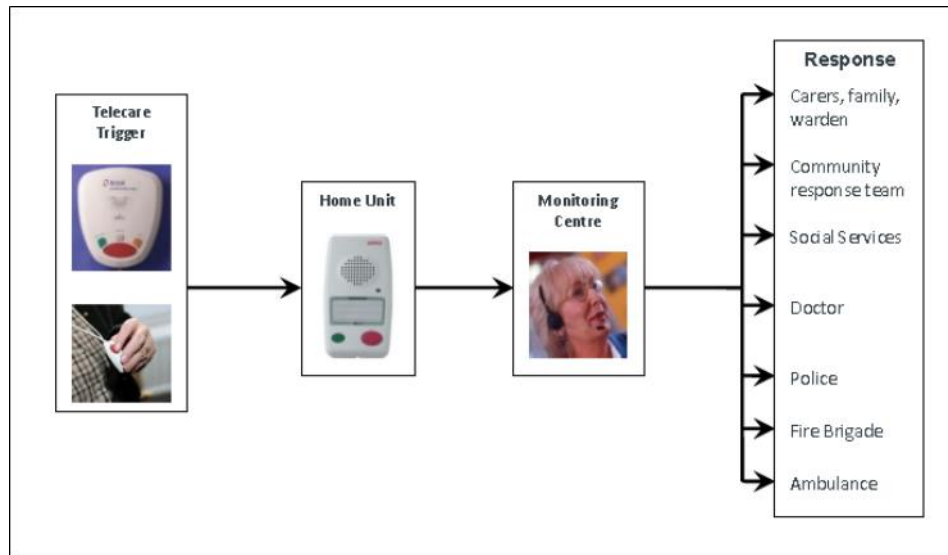 Telecare
Trigger
Home Unit
Monitoring
Centre
Response
Carers, family,
warden
Community
response team
Social Services
Doctor
Police
Fire Brigade
Ambulance